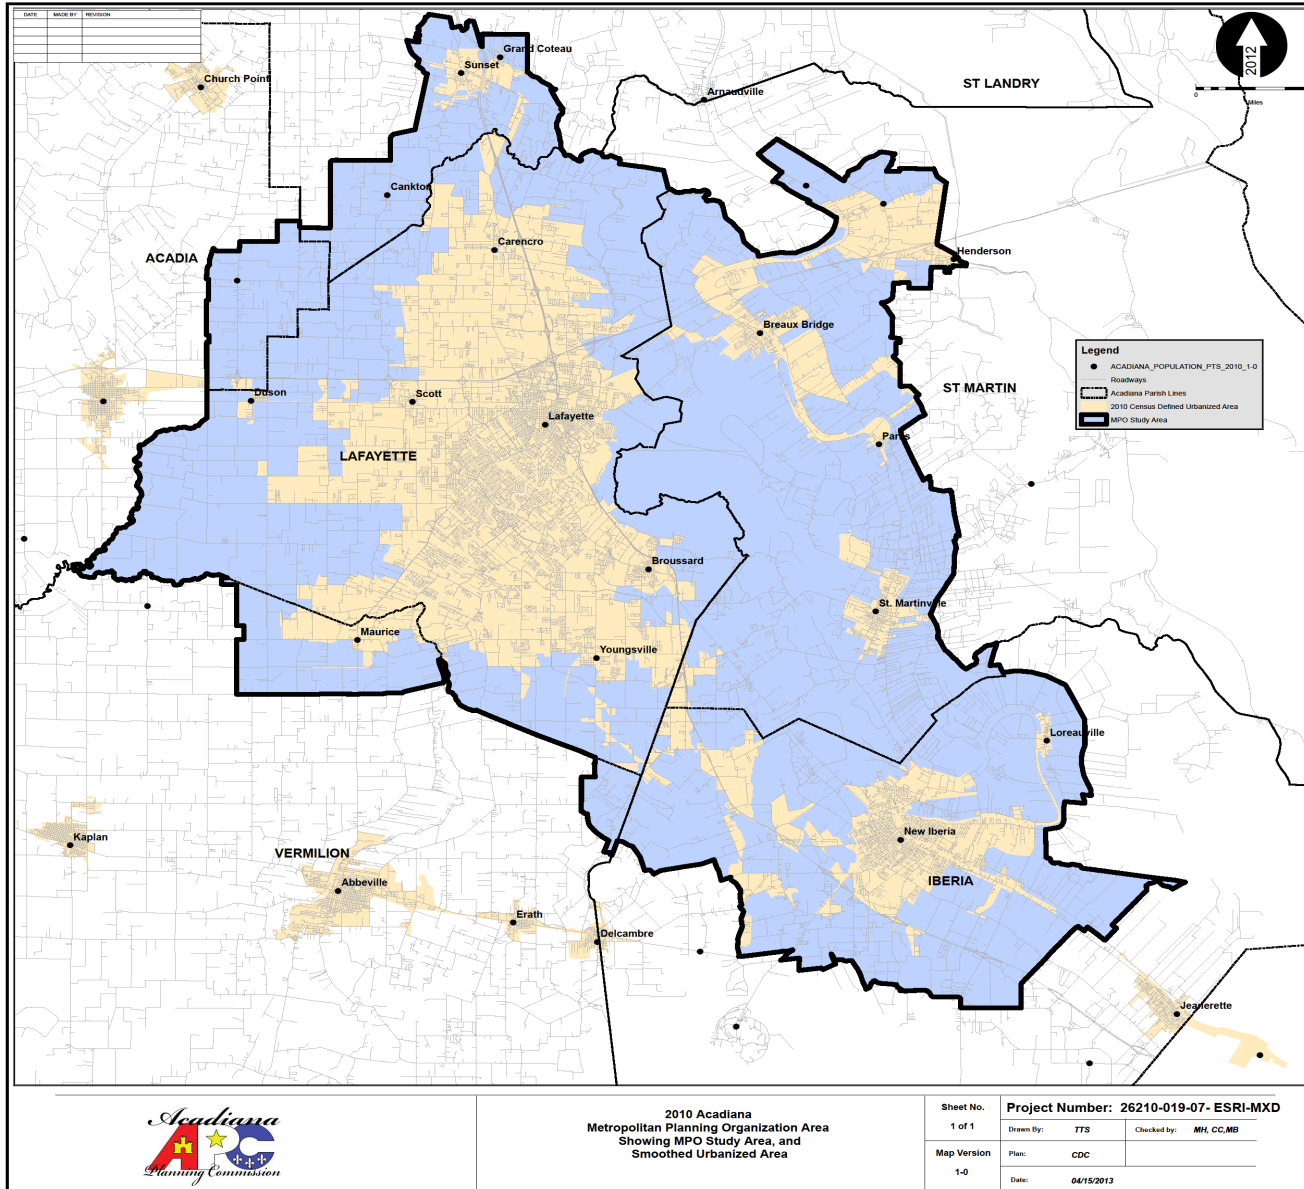 DATE MADE BY REVISION
Grand Coteau
Sunset
Church Point
Arnaudville
ST LANDRY
2012
0
Miles
Cankton
Carencro
Henderson
ACADIA
Breaux Bridge
Legend
ACADIANA_POPULATION_PTS_2010_1-0
Roadways
Acadiana Parish Lines
2010 Census Defined Urbanized Area
MPO Study Area
ST MARTIN
Duson
Scott
Lafayette
Parks
LAFAYETTE
Broussard
St. Martinville
Maurice
Youngsville
Loreauville
Kaplan
New Iberia
VERMILION
Abbeville
IBERIA
Erath
Delcambre
Jeanerette
Acadiana
APC
Planning Commission
2010 Acadiana
Metropolitan Planning Organization Area
Showing MPO Study Area, and
Smoothed Urbanized Area
Sheet No.
1 of 1
Map Version
1-0
Project Number: 26210-019-07- ESRI-MXD
Drawn By: TTS Checked by: MH, CC,MB
Plan: CDC
Date: 04/15/2013